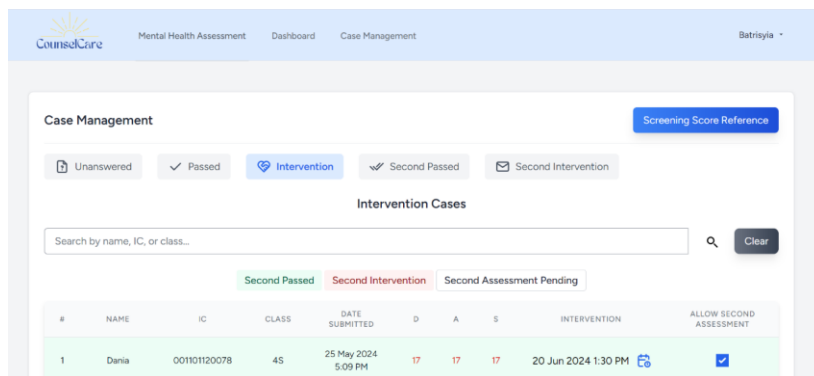 CounselCare Mental Health Assessment Dashboard Case Management Batrisyia
Case Management Screening Score Reference
Unanswered Passed Intervention Second Passed Second Intervention
Intervention Cases
Search by name, IC, or class... Clear
Second Passed Second Intervention Second Assessment Pending
# NAME IC CLASS DATE SUBMITTED D A S INTERVENTION ALLOW SECOND ASSESSMENT
1 Dania 001101120078 4S 25 May 2024 5:09 PM 17 17 17 20 Jun 2024 1:30 PM